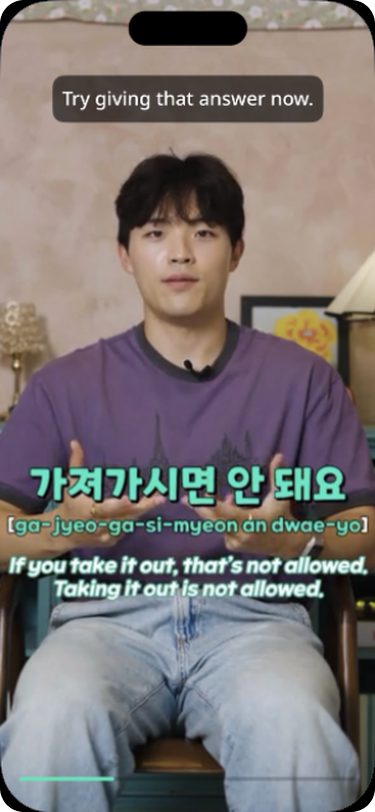 Try giving that answer now.
가져가시면 안 돼요
[ga-jyeo-ga-si-myeon an dwae-yo]
If you take it out, that's not allowed.
Taking it out is not allowed.